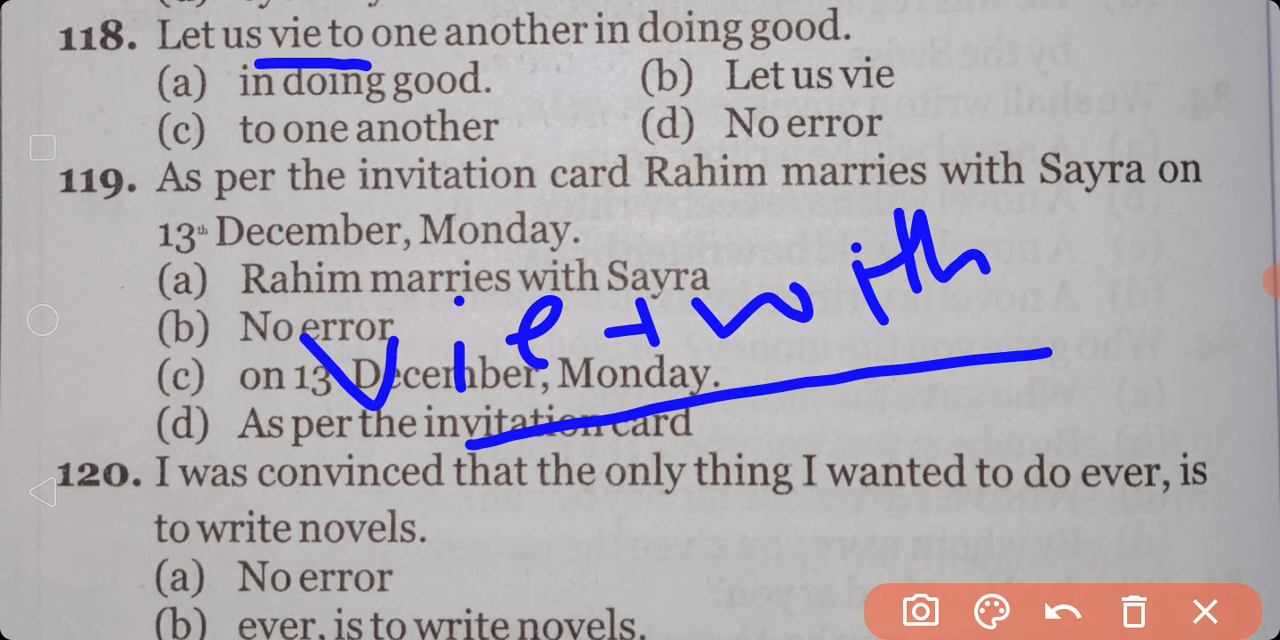 118. Let us vie to one another in doing good.
(a) in doing good. (b) Let us vie
(c) to one another (d) No error
119. As per the invitation card Rahim marries with Sayra on
13th December, Monday.
(a) Rahim marries with Sayra
(b) No error
vie + with
(c) on 13 December, Monday.
(d) As per the invitation card
120. I was convinced that the only thing I wanted to do ever, is
to write novels.
(a) No error
(b) ever, is to write novels.